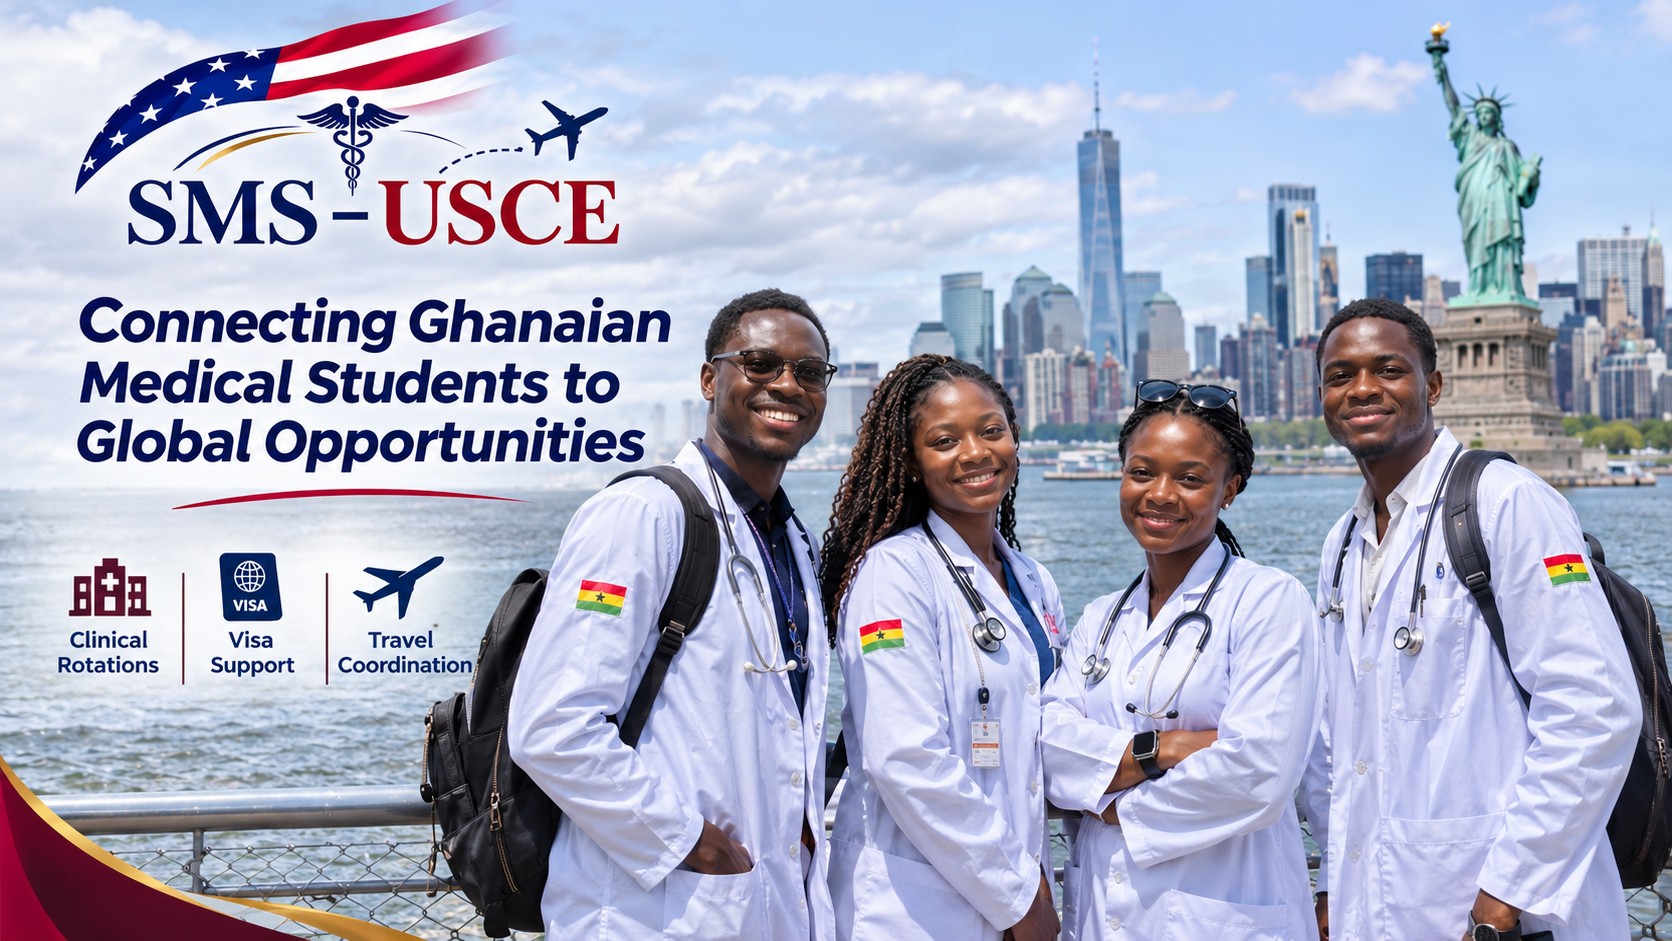 SMS-USCE
Connecting Ghanaian
Medical Students to
Global Opportunities
Clinical
Rotations
VISA
Visa
Support
Travel
Coordination